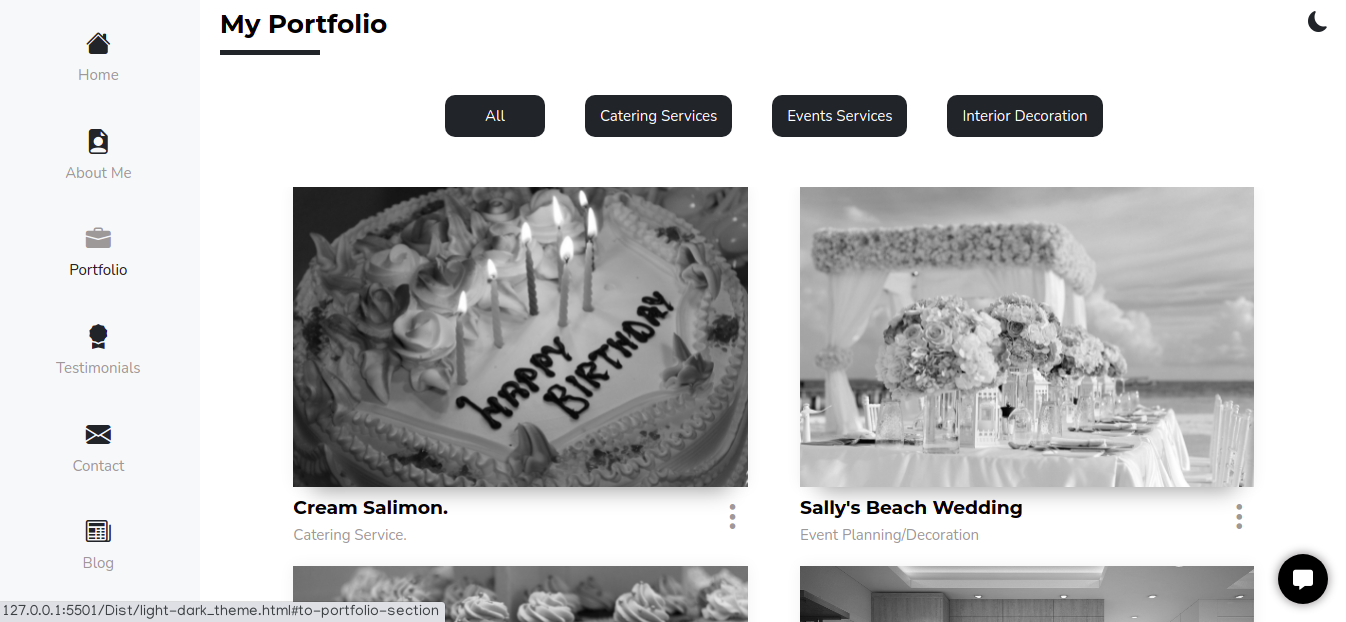 My Portfolio
Home
About Me
Portfolio
Testimonials
Contact
Blog
All
Catering Services
Events Services
Interior Decoration
HAPPY
BIRTHDAY
Cream Salimon.
Catering Service.
Sally's Beach Wedding
Event Planning/Decoration
127.0.0.1:5501/Dist/light-dark_theme.html#to-portfolio-section